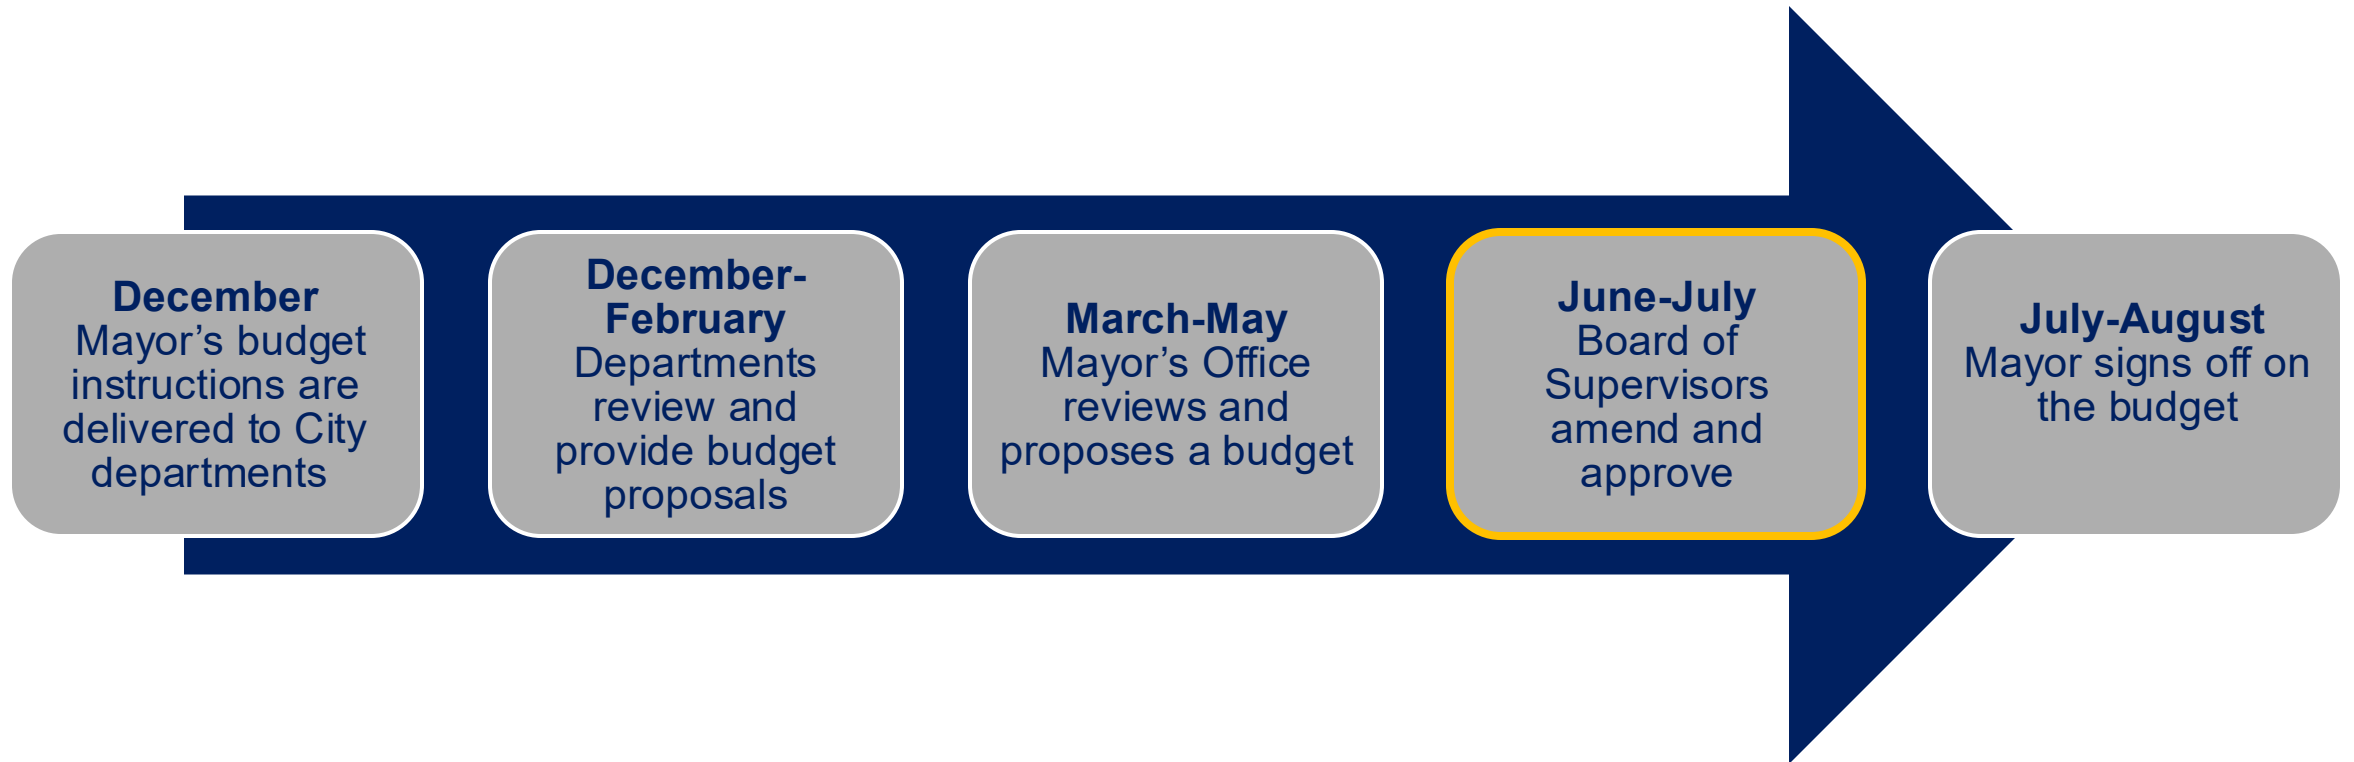 December
Mayor’s budget
instructions are
delivered to City
departments
December-
February
Departments
review and
provide budget
proposals
March-May
Mayor’s Office
reviews and
proposes a budget
June-July
Board of
Supervisors
amend and
approve
July-August
Mayor signs off on
the budget